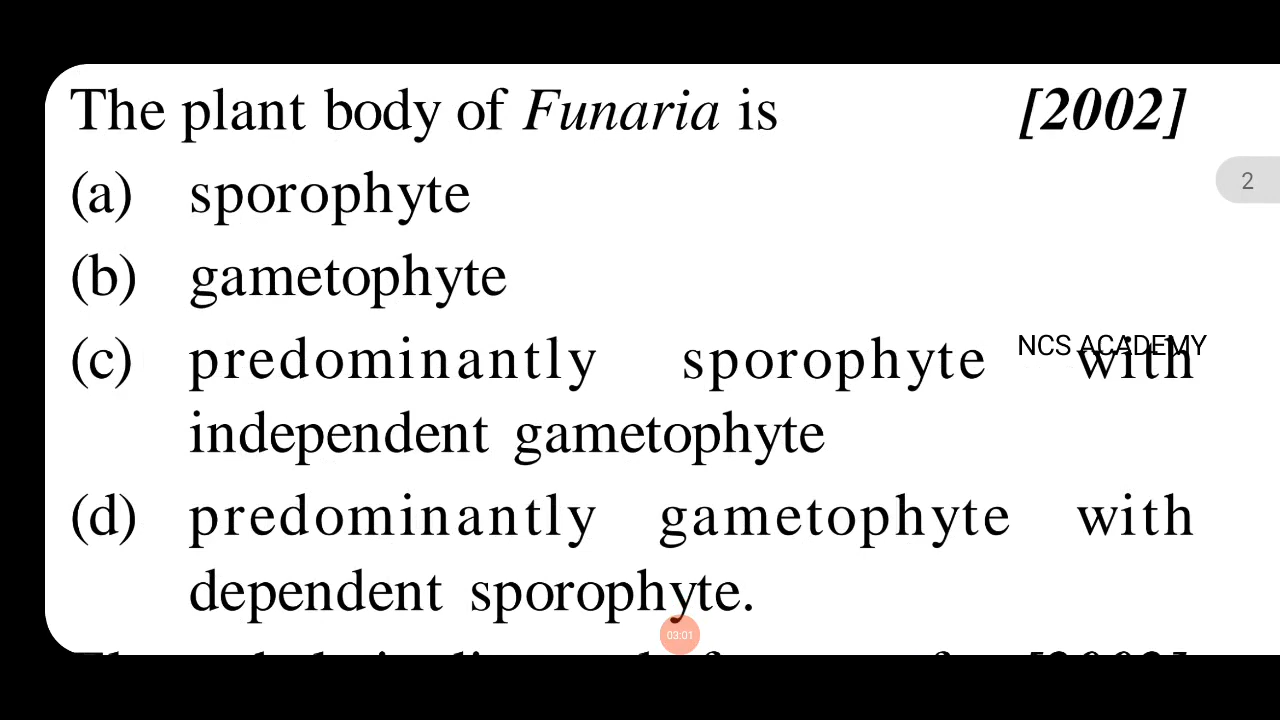 The plant body of Funaria is [2002]
(a) sporophyte
2
(b) gametophyte
(c) predominantly sporophyte with
NCS ACADEMY
independent gametophyte
(d) predominantly gametophyte with
dependent sporophyte.
03:01